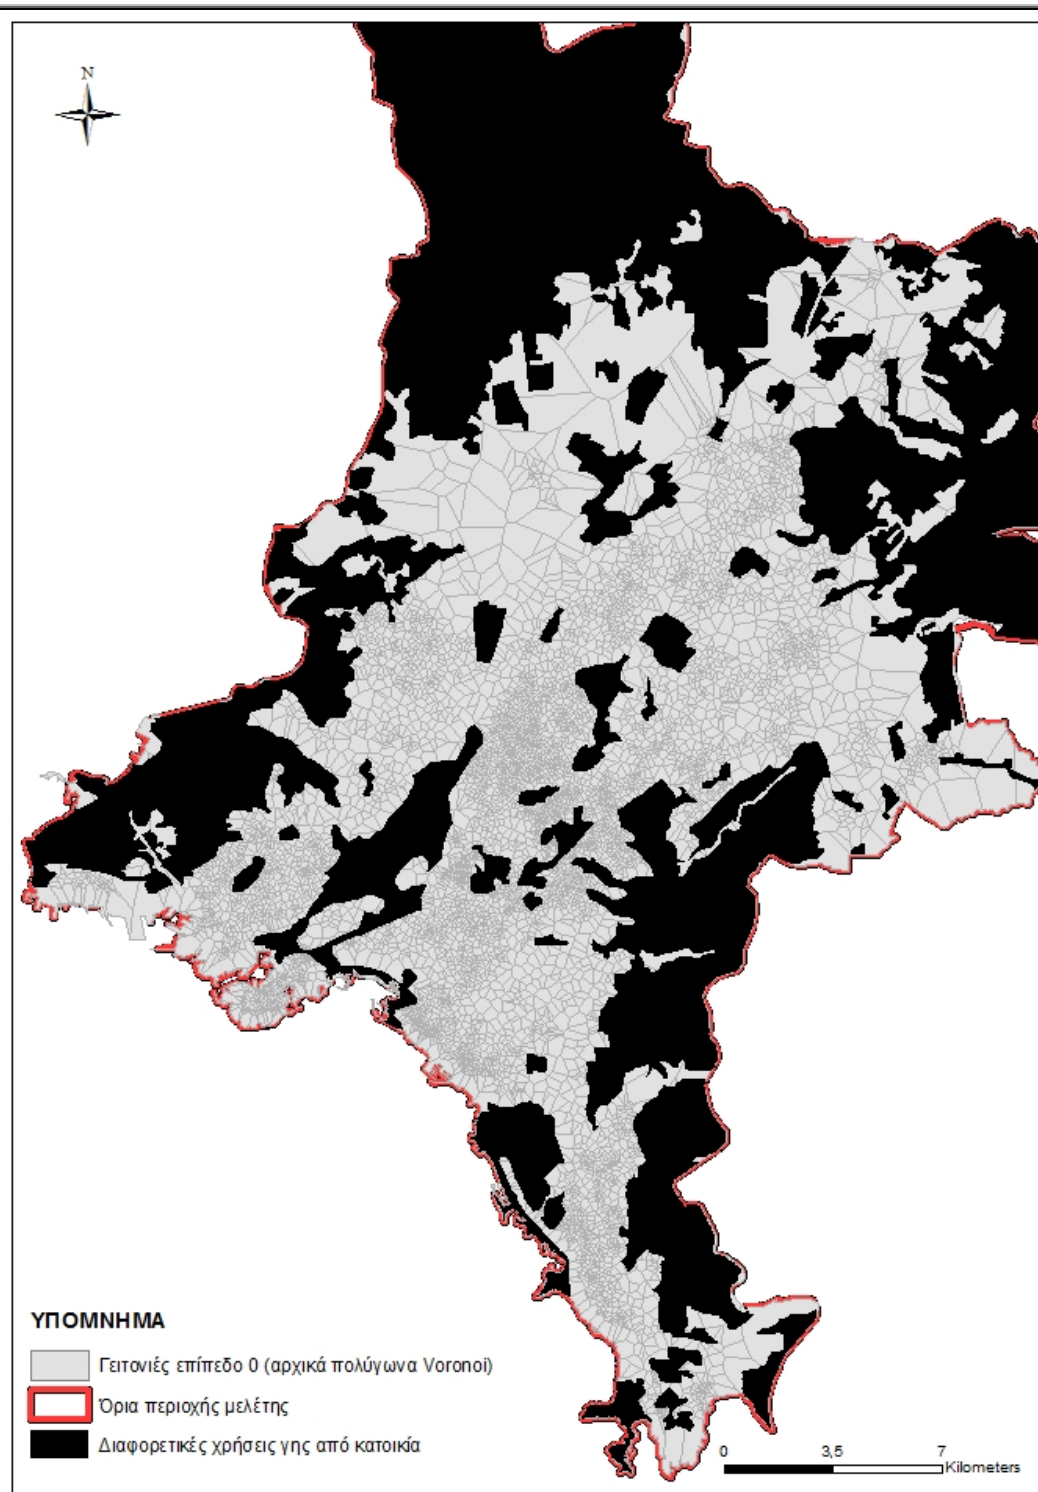 N
ΥΠΟΜΝΗΜΑ
Γειτονιές επίπεδο 0 (αρχικά πολύγωνα Voronoi)
Όρια περιοχής μελέτης
Διαφορετικές χρήσεις γης από κατοικία
0 3,5 7
Kilometers